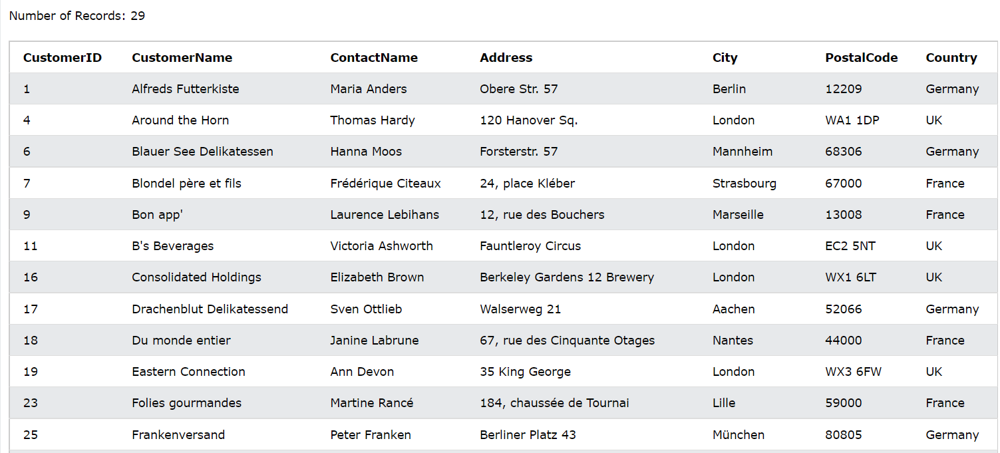 Number of Records: 29
CustomerID CustomerName ContactName Address City PostalCode Country
1 Alfreds Futterkiste Maria Anders Obere Str. 57 Berlin 12209 Germany
4 Around the Horn Thomas Hardy 120 Hanover Sq. London WA1 1DP UK
6 Blauer See Delikatessen Hanna Moos Forsterstr. 57 Mannheim 68306 Germany
7 Blondel père et fils Frédérique Citeaux 24, place Kléber Strasbourg 67000 France
9 Bon app' Laurence Lebihans 12, rue des Bouchers Marseille 13008 France
11 B's Beverages Victoria Ashworth Fauntleroy Circus London EC2 5NT UK
16 Consolidated Holdings Elizabeth Brown Berkeley Gardens 12 Brewery London WX1 6LT UK
17 Drachenblut Delikatessend Sven Ottlieb Walserweg 21 Aachen 52066 Germany
18 Du monde entier Janine Labrune 67, rue des Cinquante Otages Nantes 44000 France
19 Eastern Connection Ann Devon 35 King George London WX3 6FW UK
23 Folies gourmandes Martine Rancé 184, chaussée de Tournai Lille 59000 France
25 Frankenversand Peter Franken Berliner Platz 43 München 80805 Germany